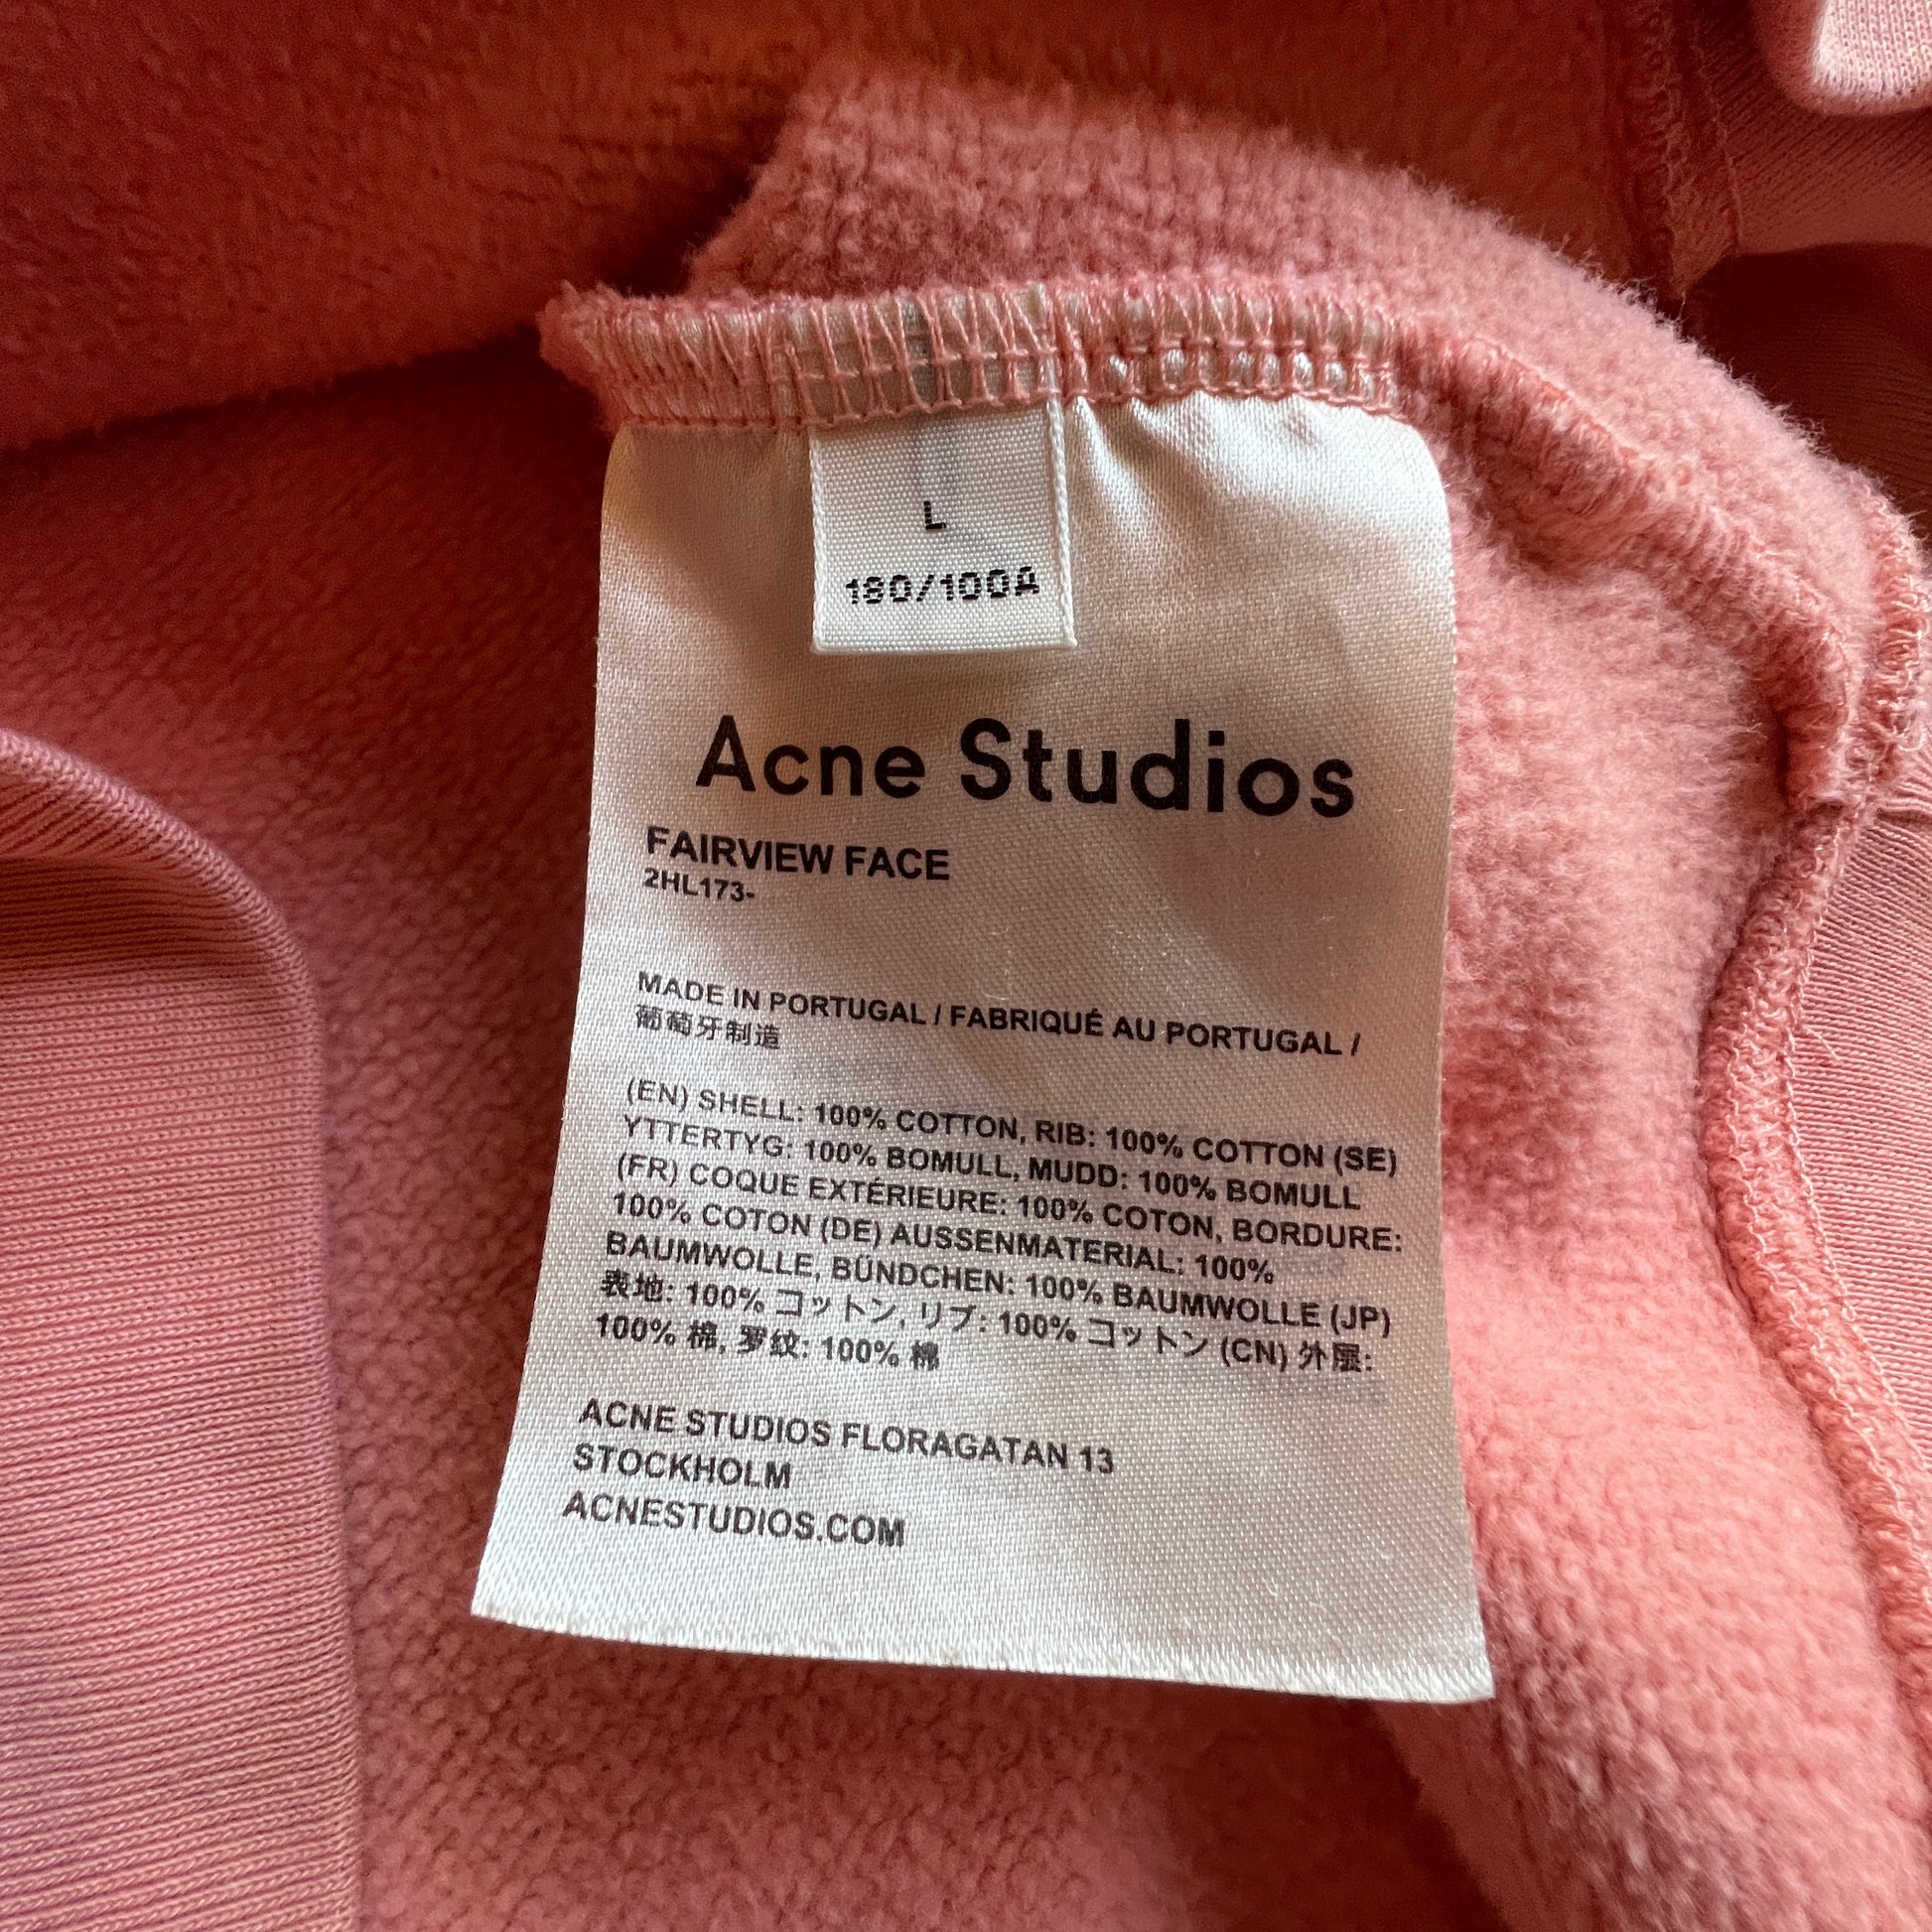 L
180/100A
Acne Studios
FAIRVIEW FACE
2HL173-
MADE IN PORTUGAL / FABRIQUÉ AU PORTUGAL /
葡萄牙制造
(EN) SHELL: 100% COTTON, RIB: 100% COTTON (SE)
YTTERTYG: 100% BOMULL, MUDD: 100% BOMULL
(FR) COQUE EXTÉRIEURE: 100% COTON, BORDURE:
100% COTON (DE) AUSSENMATERIAL: 100%
BAUMWOLLE, BÜNDCHEN: 100% BAUMWOLLE (JP)
表地: 100% コットン, リブ: 100% コットン (CN) 外层:
100% 棉, 罗纹: 100% 棉
ACNE STUDIOS FLORAGATAN 13
STOCKHOLM
ACNESTUDIOS.COM